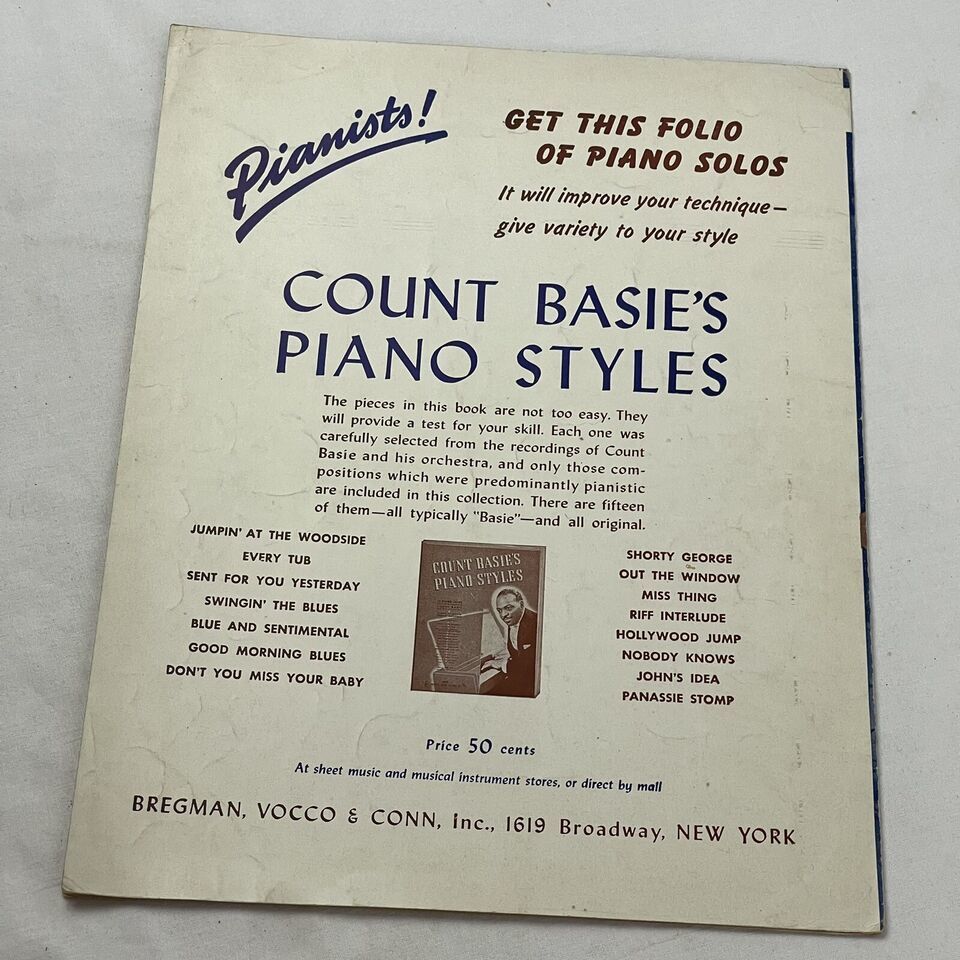 Pianists!
GET THIS FOLIO
OF PIANO SOLOS
It will improve your technique—
give variety to your style
COUNT BASIE'S
PIANO STYLES
The pieces in this book are not too easy. They
will provide a test for your skill. Each one was
carefully selected from the recordings of Count
Basie and his orchestra, and only those com-
positions which were predominantly pianistic
are included in this collection. There are fifteen
of them—all typically "Basie"—and all original.
JUMPIN' AT THE WOODSIDE
EVERY TUB
SENT FOR YOU YESTERDAY
SWINGIN' THE BLUES
BLUE AND SENTIMENTAL
GOOD MORNING BLUES
DON'T YOU MISS YOUR BABY
COUNT BASIE'S
PIANO STYLES
SHORTY GEORGE
OUT THE WINDOW
MISS THING
RIFF INTERLUDE
HOLLYWOOD JUMP
NOBODY KNOWS
JOHN'S IDEA
PANASSIE STOMP
Price 50 cents
At sheet music and musical instrument stores, or direct by mail
BREGMAN, VOCCO & CONN, Inc., 1619 Broadway, NEW YORK